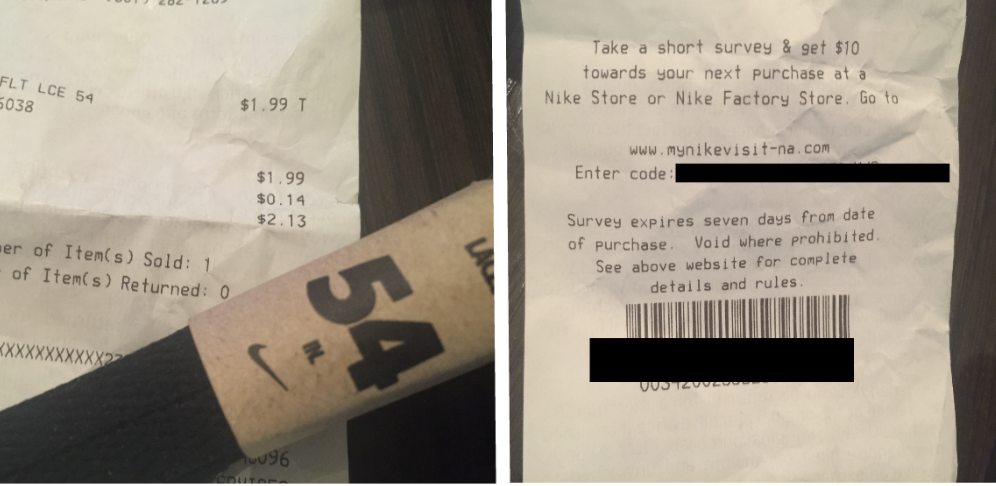 FLT LCE 54
6038
$1.99 T
$1.99
$0.14
$2.13
er of Item(s) Sold: 1
of Item(s) Returned: 0
54
IN.
Take a short survey & get $10
towards your next purchase at a
Nike Store or Nike Factory Store. Go to
www.mynikevisit-na.com
Enter code:
Survey expires seven days from date
of purchase. Void where prohibited.
See above website for complete
details and rules.